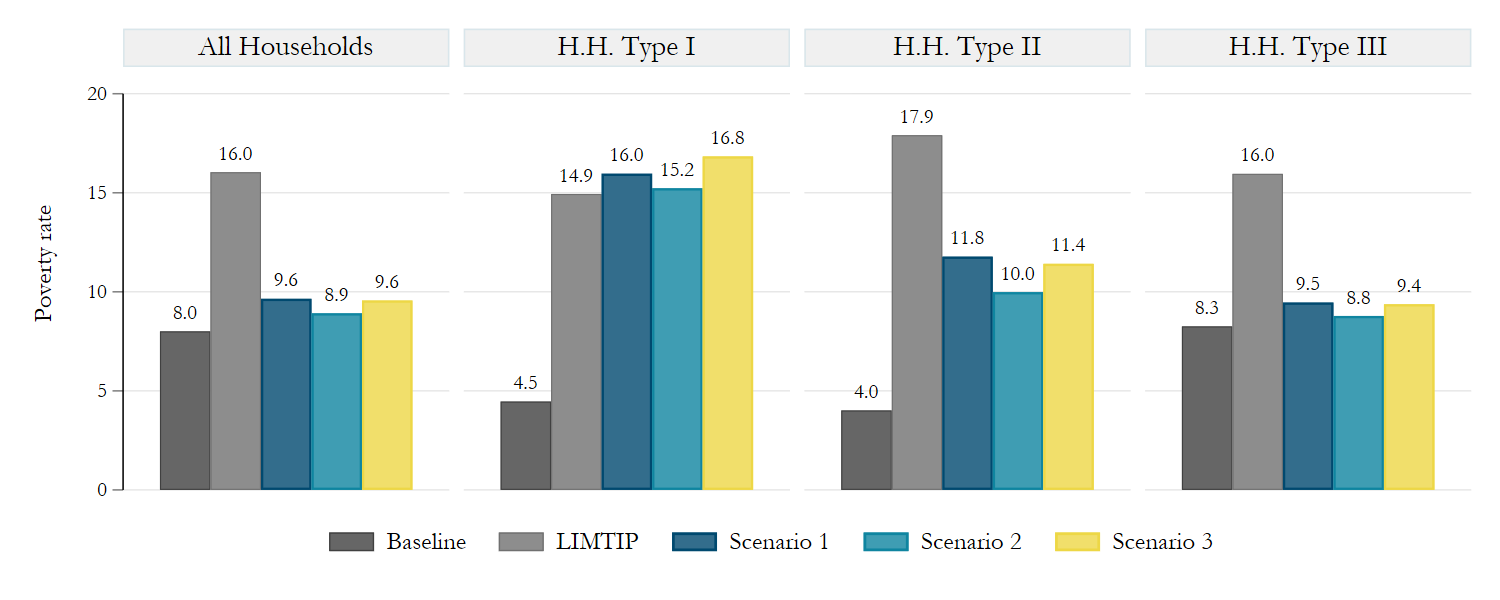 All Households H.H. Type I H.H. Type II H.H. Type III
Poverty rate
20
15
10
5
0
8.0 16.0 9.6 8.9 9.6
4.5 14.9 16.0 15.2 16.8
4.0 17.9 11.8 10.0 11.4
8.3 16.0 9.5 8.8 9.4
Baseline LIMTIP Scenario 1 Scenario 2 Scenario 3